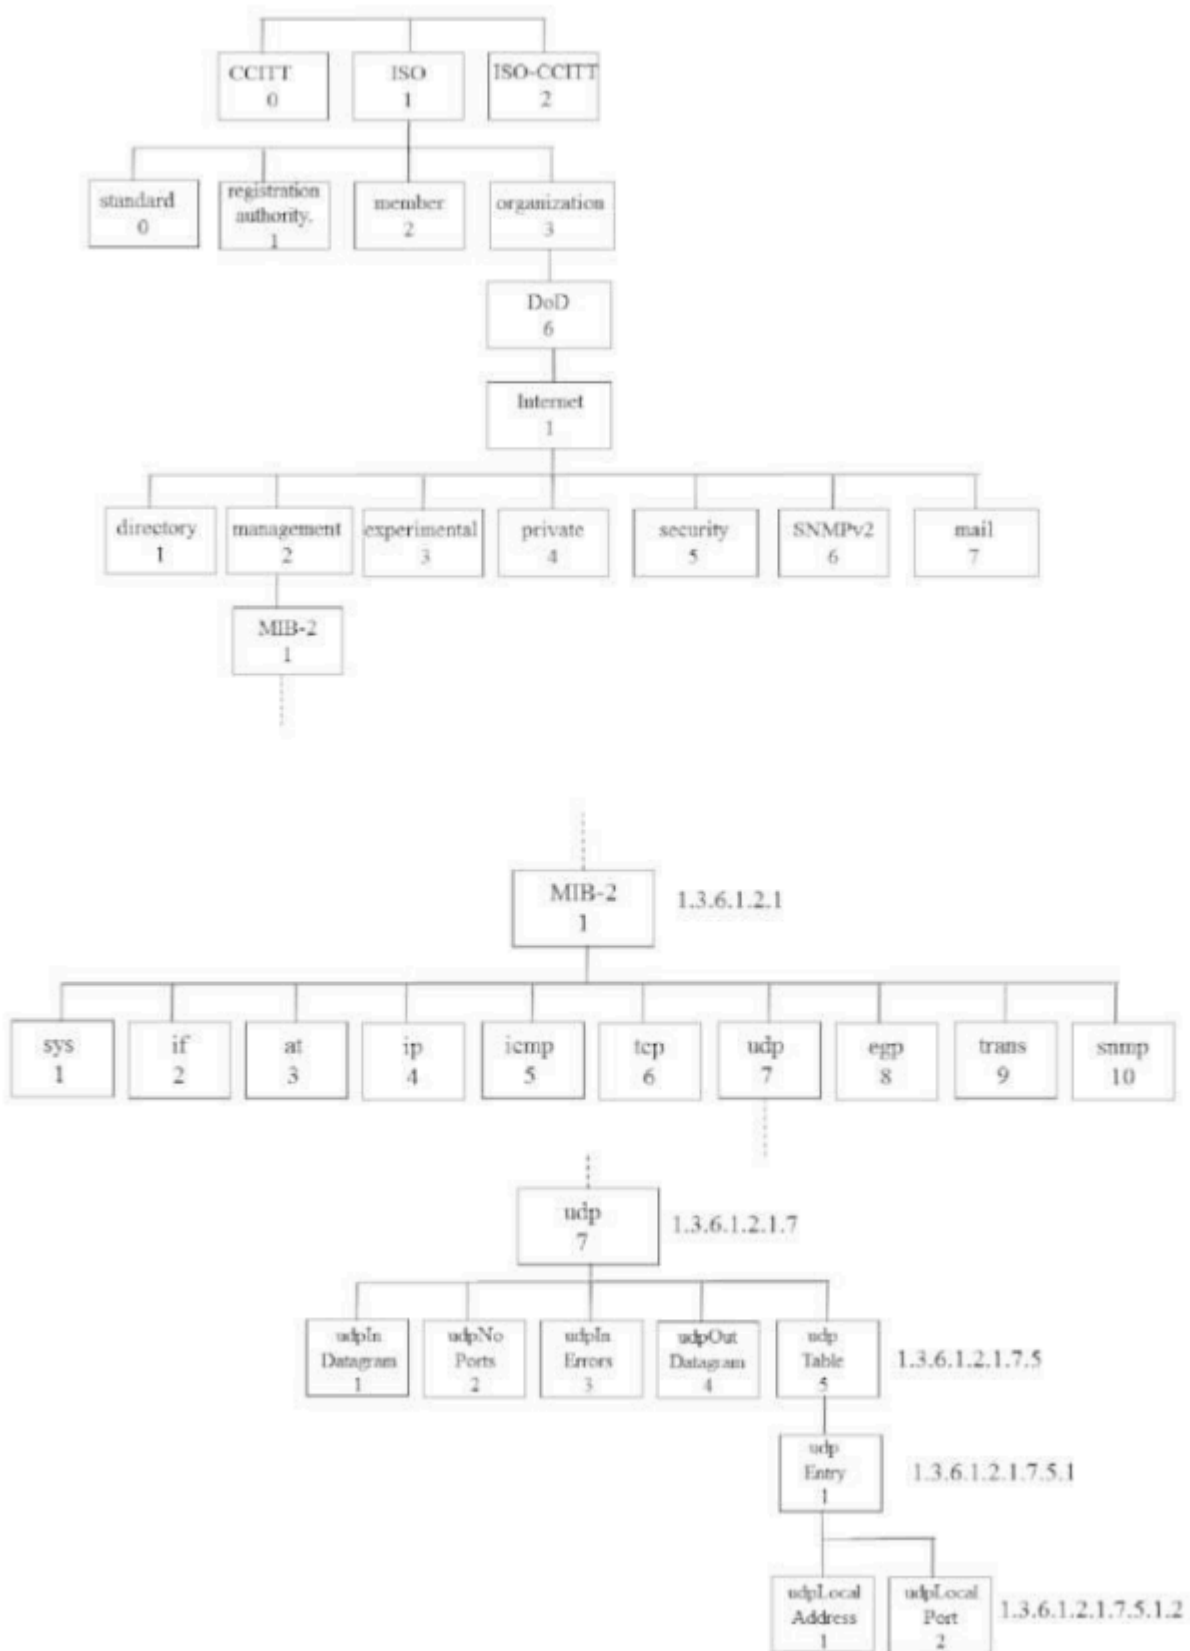 CCITT
0
ISO
1
ISO-CCITT
2
standard
0
registration
authority.
1
member
2
organization
3
DoD
6
Internet
1
directory
1
management
2
experimental
3
private
4
security
5
SNMPv2
6
mail
7
MIB-2
1
MIB-2
1
1.3.6.1.2.1
sys
1
if
2
at
3
ip
4
icmp
5
tcp
6
udp
7
egp
8
trans
9
snmp
10
udp
7
1.3.6.1.2.1.7
udpIn
Datagram
1
udpNo
Ports
2
udpIn
Errors
3
udpOut
Datagram
4
udp
Table
5
1.3.6.1.2.1.7.5
udp
Entry
1
1.3.6.1.2.1.7.5.1
udpLocal
Address
1
udpLocal
Port
2
1.3.6.1.2.1.7.5.1.2